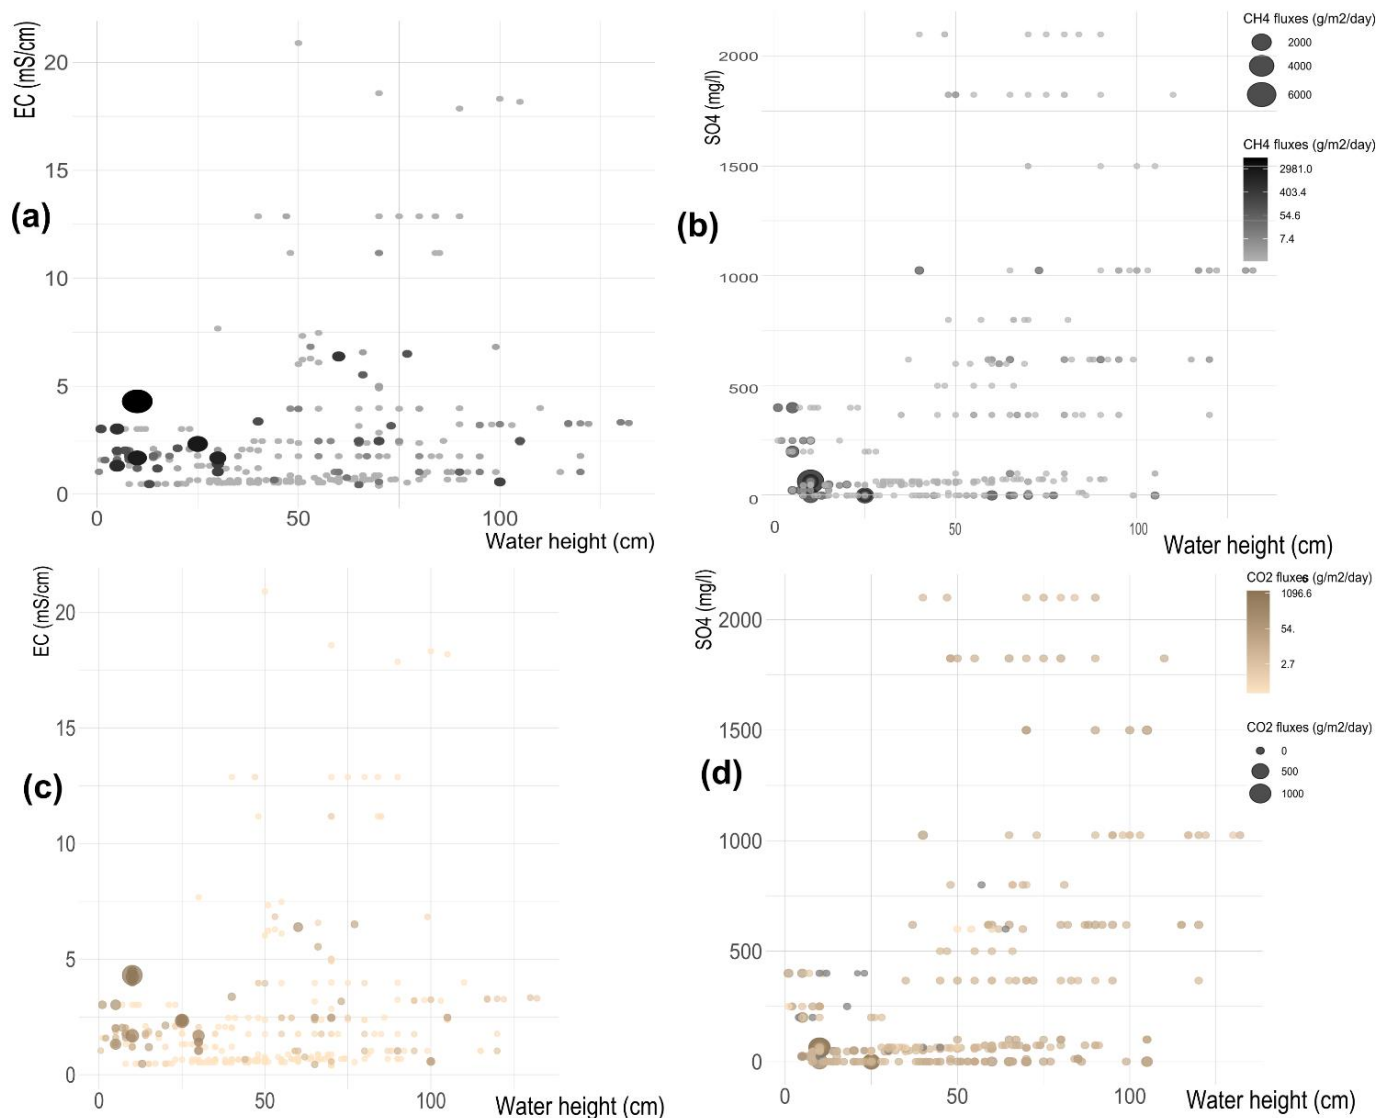 (a)
EC (mS/cm)
20
15
10
5
0
0 50 100
Water height (cm)
(b)
SO4 (mg/l)
2000
1500
1000
500
0
0 50 100
Water height (cm)
CH4 fluxes (g/m2/day)
2000
4000
6000
CH4 fluxes (g/m2/day)
2981.0
403.4
54.6
7.4
(c)
EC (mS/cm)
20
15
10
5
0
0 50 100
Water height (cm)
(d)
SO4 (mg/l)
2000
1500
1000
500
0
0 50 100
Water height (cm)
CO2 fluxes (g/m2/day)
1096.6
54.
2.7
CO2 fluxes (g/m2/day)
0
500
1000